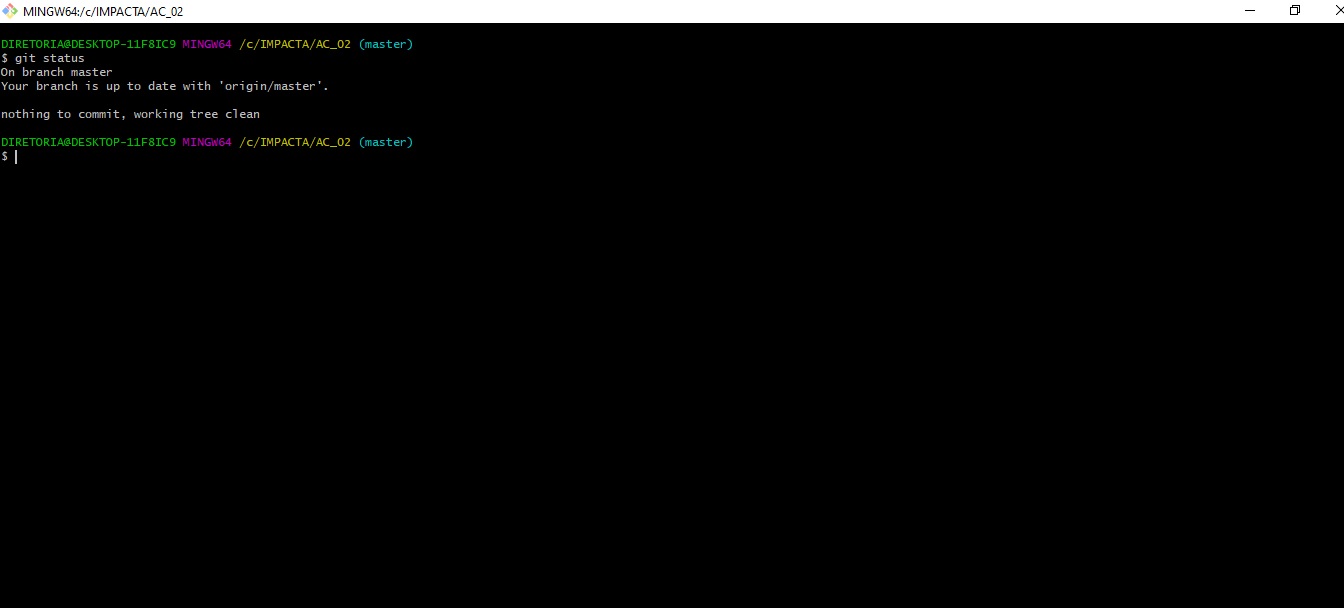 MINGW64:/c/IMPACTA/AC_02
DIRETORIA@DESKTOP-11F8IC9 MINGW64 /c/IMPACTA/AC_02 (master)
$ git status
On branch master
Your branch is up to date with 'origin/master'.
nothing to commit, working tree clean
DIRETORIA@DESKTOP-11F8IC9 MINGW64 /c/IMPACTA/AC_02 (master)
$